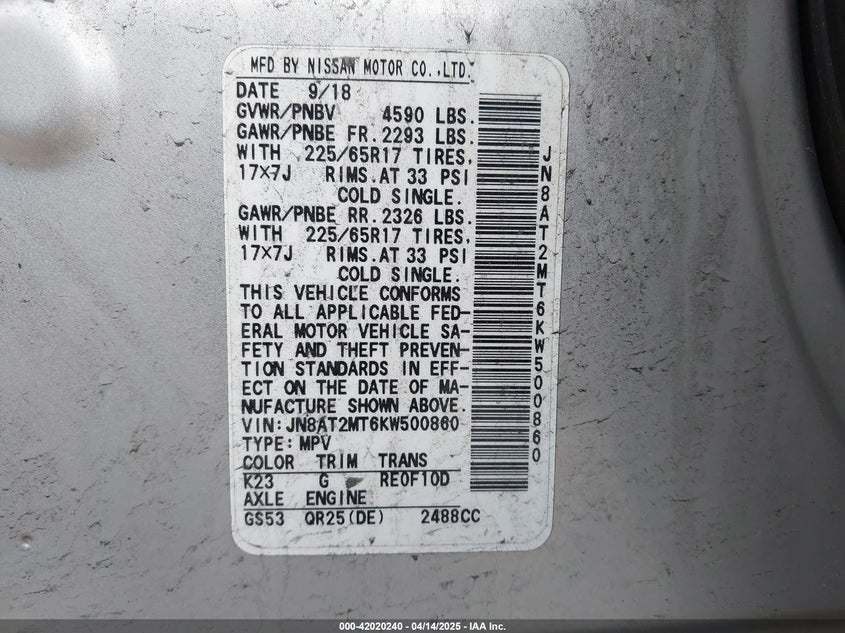 MFD BY NISSAN MOTOR CO.,LTD.
DATE 9/18
GVWR/PNBV 4590 LBS.
GAWR/PNBE FR. 2293 LBS.
WITH 225/65R17 TIRES,
17×7J RIMS.AT 33 PSI
COLD SINGLE.
GAWR/PNBE RR. 2326 LBS.
WITH 225/65R17 TIRES,
17×7J RIMS.AT 33 PSI
COLD SINGLE.
THIS VEHICLE CONFORMS
TO ALL APPLICABLE FED-
ERAL MOTOR VEHICLE SA-
FETY AND THEFT PREVEN-
TION STANDARDS IN EFF-
ECT ON THE DATE OF MA-
NUFACTURE SHOWN ABOVE.
VIN:JN8AT2MT6KW500860
TYPE:MPV
COLOR TRIM TRANS
K23 G RE0F10D
AXLE ENGINE
GS53 QR25(DE) 2488CC
JN8AT2MT6KW500860
000-42020240 - 04/14/2025 - IAA Inc.